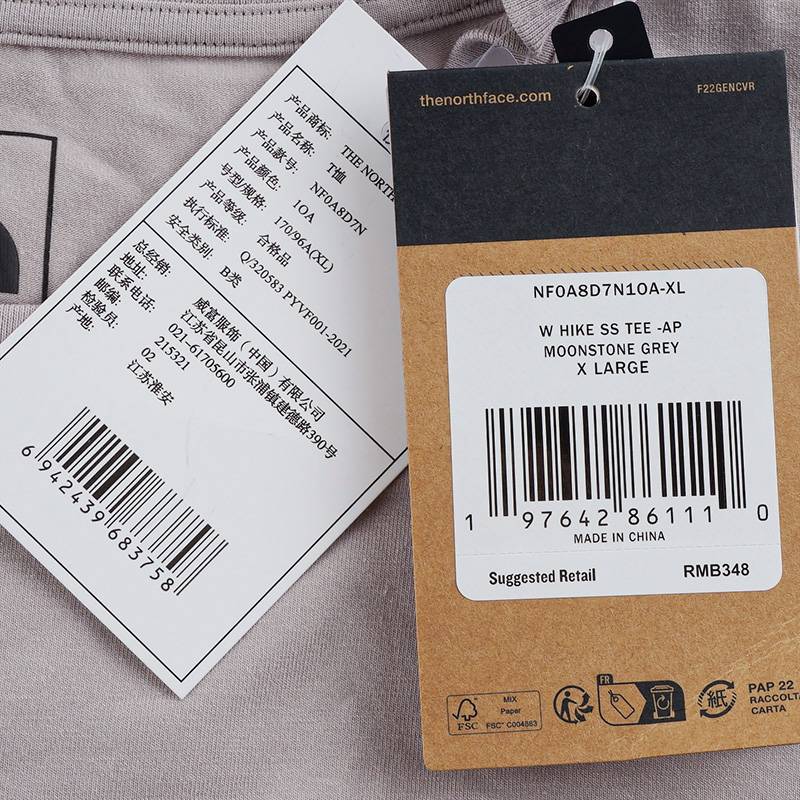 产品商标: THE NORTH
产品名称: T恤
产品款号: NF0A8D7N
产品颜色: 1OA
号型/规格: 170/96A(XL)
产品等级: 合格品
执行标准: Q/320583 PYVF001-2021
安全类别: B类
总经销: 威富服饰（中国）有限公司
地址: 江苏省昆山市张浦镇建德路390号
联系电话: 021-61705600
邮编: 215321
检验员: 02
产地: 江苏淮安
6 942439 683758
thenorthface.com
F22GENCVR
NF0A8D7N1OA-XL
W HIKE SS TEE -AP
MOONSTONE GREY
X LARGE
1 97642 86111 0
MADE IN CHINA
Suggested Retail RMB348
FSC
MIX
Paper
FSC® C004883
FR
紙
PAP 22
RACCOLTA
CARTA